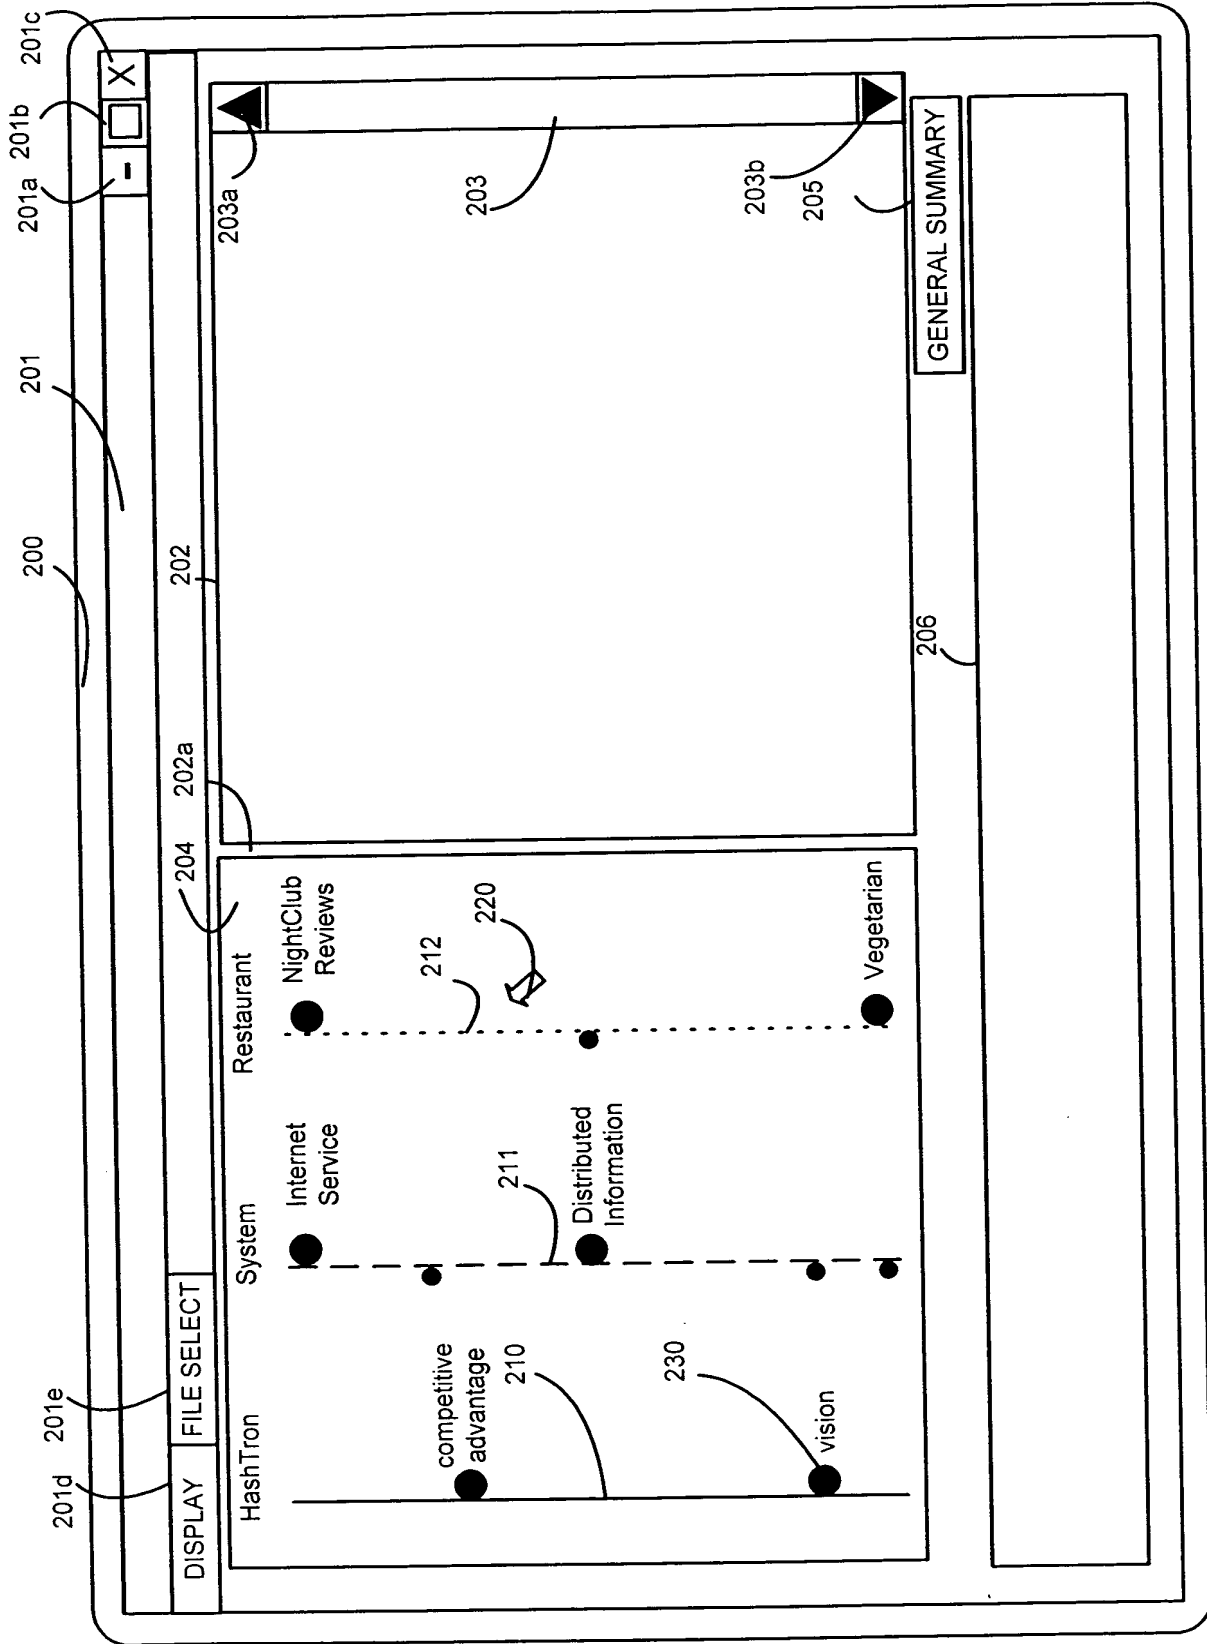 200
201
201a
201b
201c
201d
201e
DISPLAY
FILE SELECT
-
X
204
202a
202
HashTron
System
Restaurant
203a
Internet
Service
NightClub
Reviews
competitive
advantage
210
211
212
220
203
Distributed
Information
230
vision
Vegetarian
203b
205
GENERAL SUMMARY
206